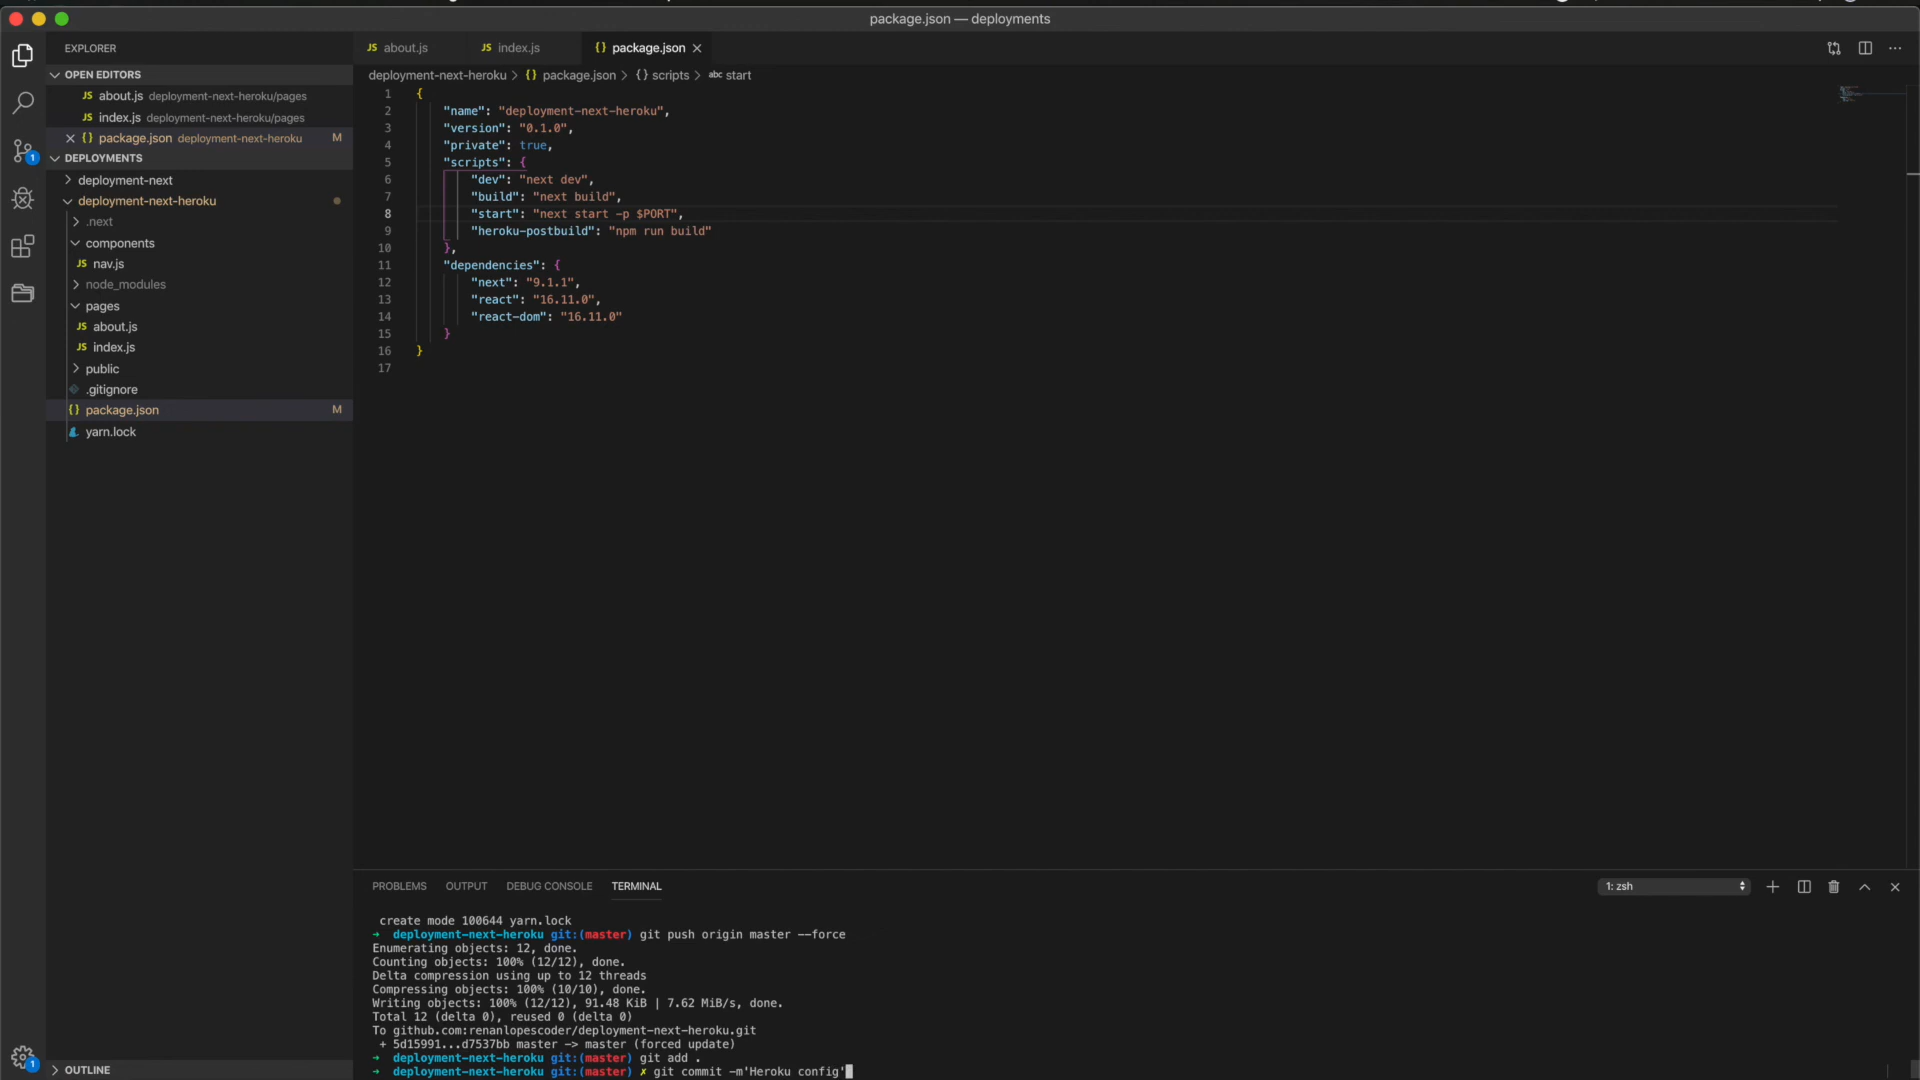 package.json — deployments
EXPLORER
OPEN EDITORS
JS about.js deployment-next-heroku/pages
JS index.js deployment-next-heroku/pages
{} package.json deployment-next-heroku M
DEPLOYMENTS
deployment-next
deployment-next-heroku
.next
components
JS nav.js
node_modules
pages
JS about.js
JS index.js
public
.gitignore
{} package.json M
yarn.lock
OUTLINE
1
1
JS about.js JS index.js {} package.json
deployment-next-heroku > {} package.json > {} scripts > abc start
1 {
2 "name": "deployment-next-heroku",
3 "version": "0.1.0",
4 "private": true,
5 "scripts": {
6 "dev": "next dev",
7 "build": "next build",
8 "start": "next start -p $PORT",
9 "heroku-postbuild": "npm run build"
10 },
11 "dependencies": {
12 "next": "9.1.1",
13 "react": "16.11.0",
14 "react-dom": "16.11.0"
15 }
16 }
17
PROBLEMS OUTPUT DEBUG CONSOLE TERMINAL 1: zsh
create mode 100644 yarn.lock
➜ deployment-next-heroku git:(master) git push origin master --force
Enumerating objects: 12, done.
Counting objects: 100% (12/12), done.
Delta compression using up to 12 threads
Compressing objects: 100% (10/10), done.
Writing objects: 100% (12/12), 91.48 KiB | 7.62 MiB/s, done.
Total 12 (delta 0), reused 0 (delta 0)
To github.com:renanlopescoder/deployment-next-heroku.git
+ 5d15991...d7537bb master -> master (forced update)
➜ deployment-next-heroku git:(master) git add .
➜ deployment-next-heroku git:(master) ✗ git commit -m'Heroku config'